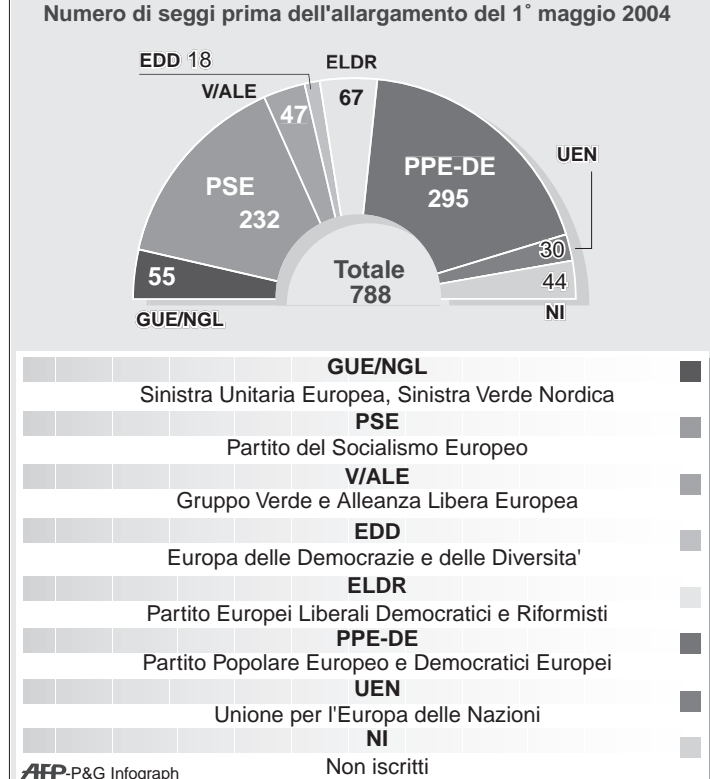 Numero di seggi prima dell'allargamento del 1˚ maggio 2004
EDD 18
ELDR
V/ALE
67
47
UEN
PPE-DE
295
PSE
232
30
55
Totale
788
44
NI
GUE/NGL
GUE/NGL
Sinistra Unitaria Europea, Sinistra Verde Nordica
PSE
Partito del Socialismo Europeo
V/ALE
Gruppo Verde e Alleanza Libera Europea
EDD
Europa delle Democrazie e delle Diversita'
ELDR
Partito Europei Liberali Democratici e Riformisti
PPE-DE
Partito Popolare Europeo e Democratici Europei
UEN
Unione per l'Europa delle Nazioni
NI
Non iscritti
AFP-P&G Infograph